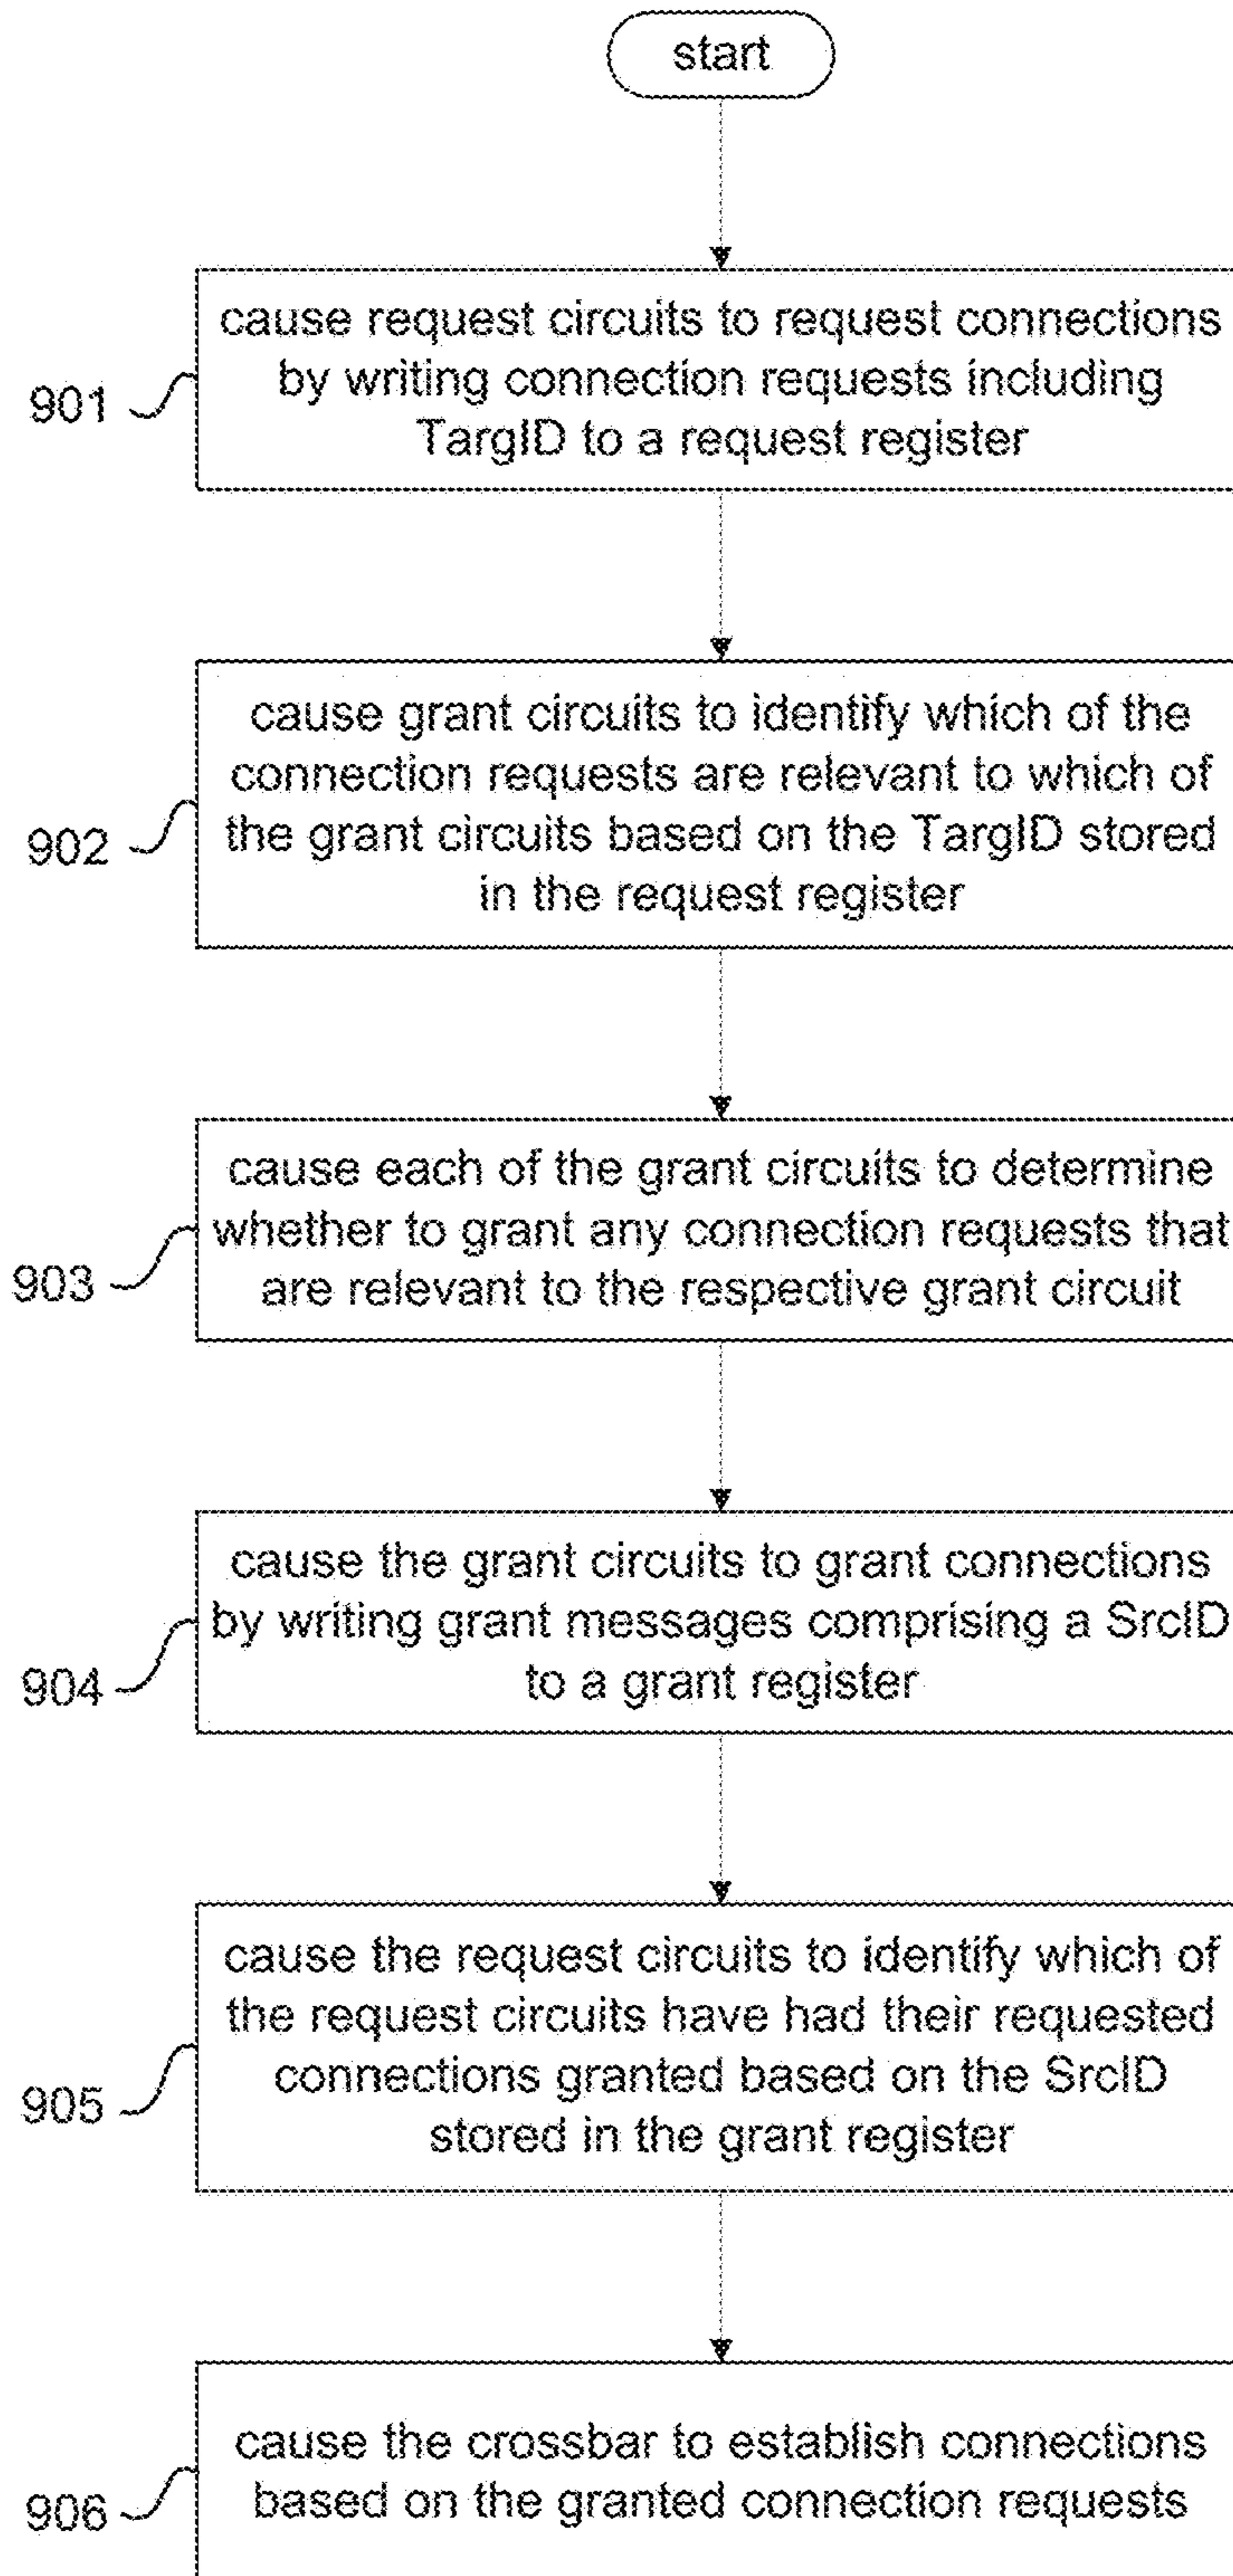 start
cause request circuits to request connections
by writing connection requests including
TargID to a request register
901
cause grant circuits to identify which of the
connection requests are relevant to which of
the grant circuits based on the TargID stored
in the request register
902
cause each of the grant circuits to determine
whether to grant any connection requests that
are relevant to the respective grant circuit
903
cause the grant circuits to grant connections
by writing grant messages comprising a SrcID
to a grant register
904
cause the request circuits to identify which of
the request circuits have had their requested
connections granted based on the SrcID
stored in the grant register
905
cause the crossbar to establish connections
based on the granted connection requests
906